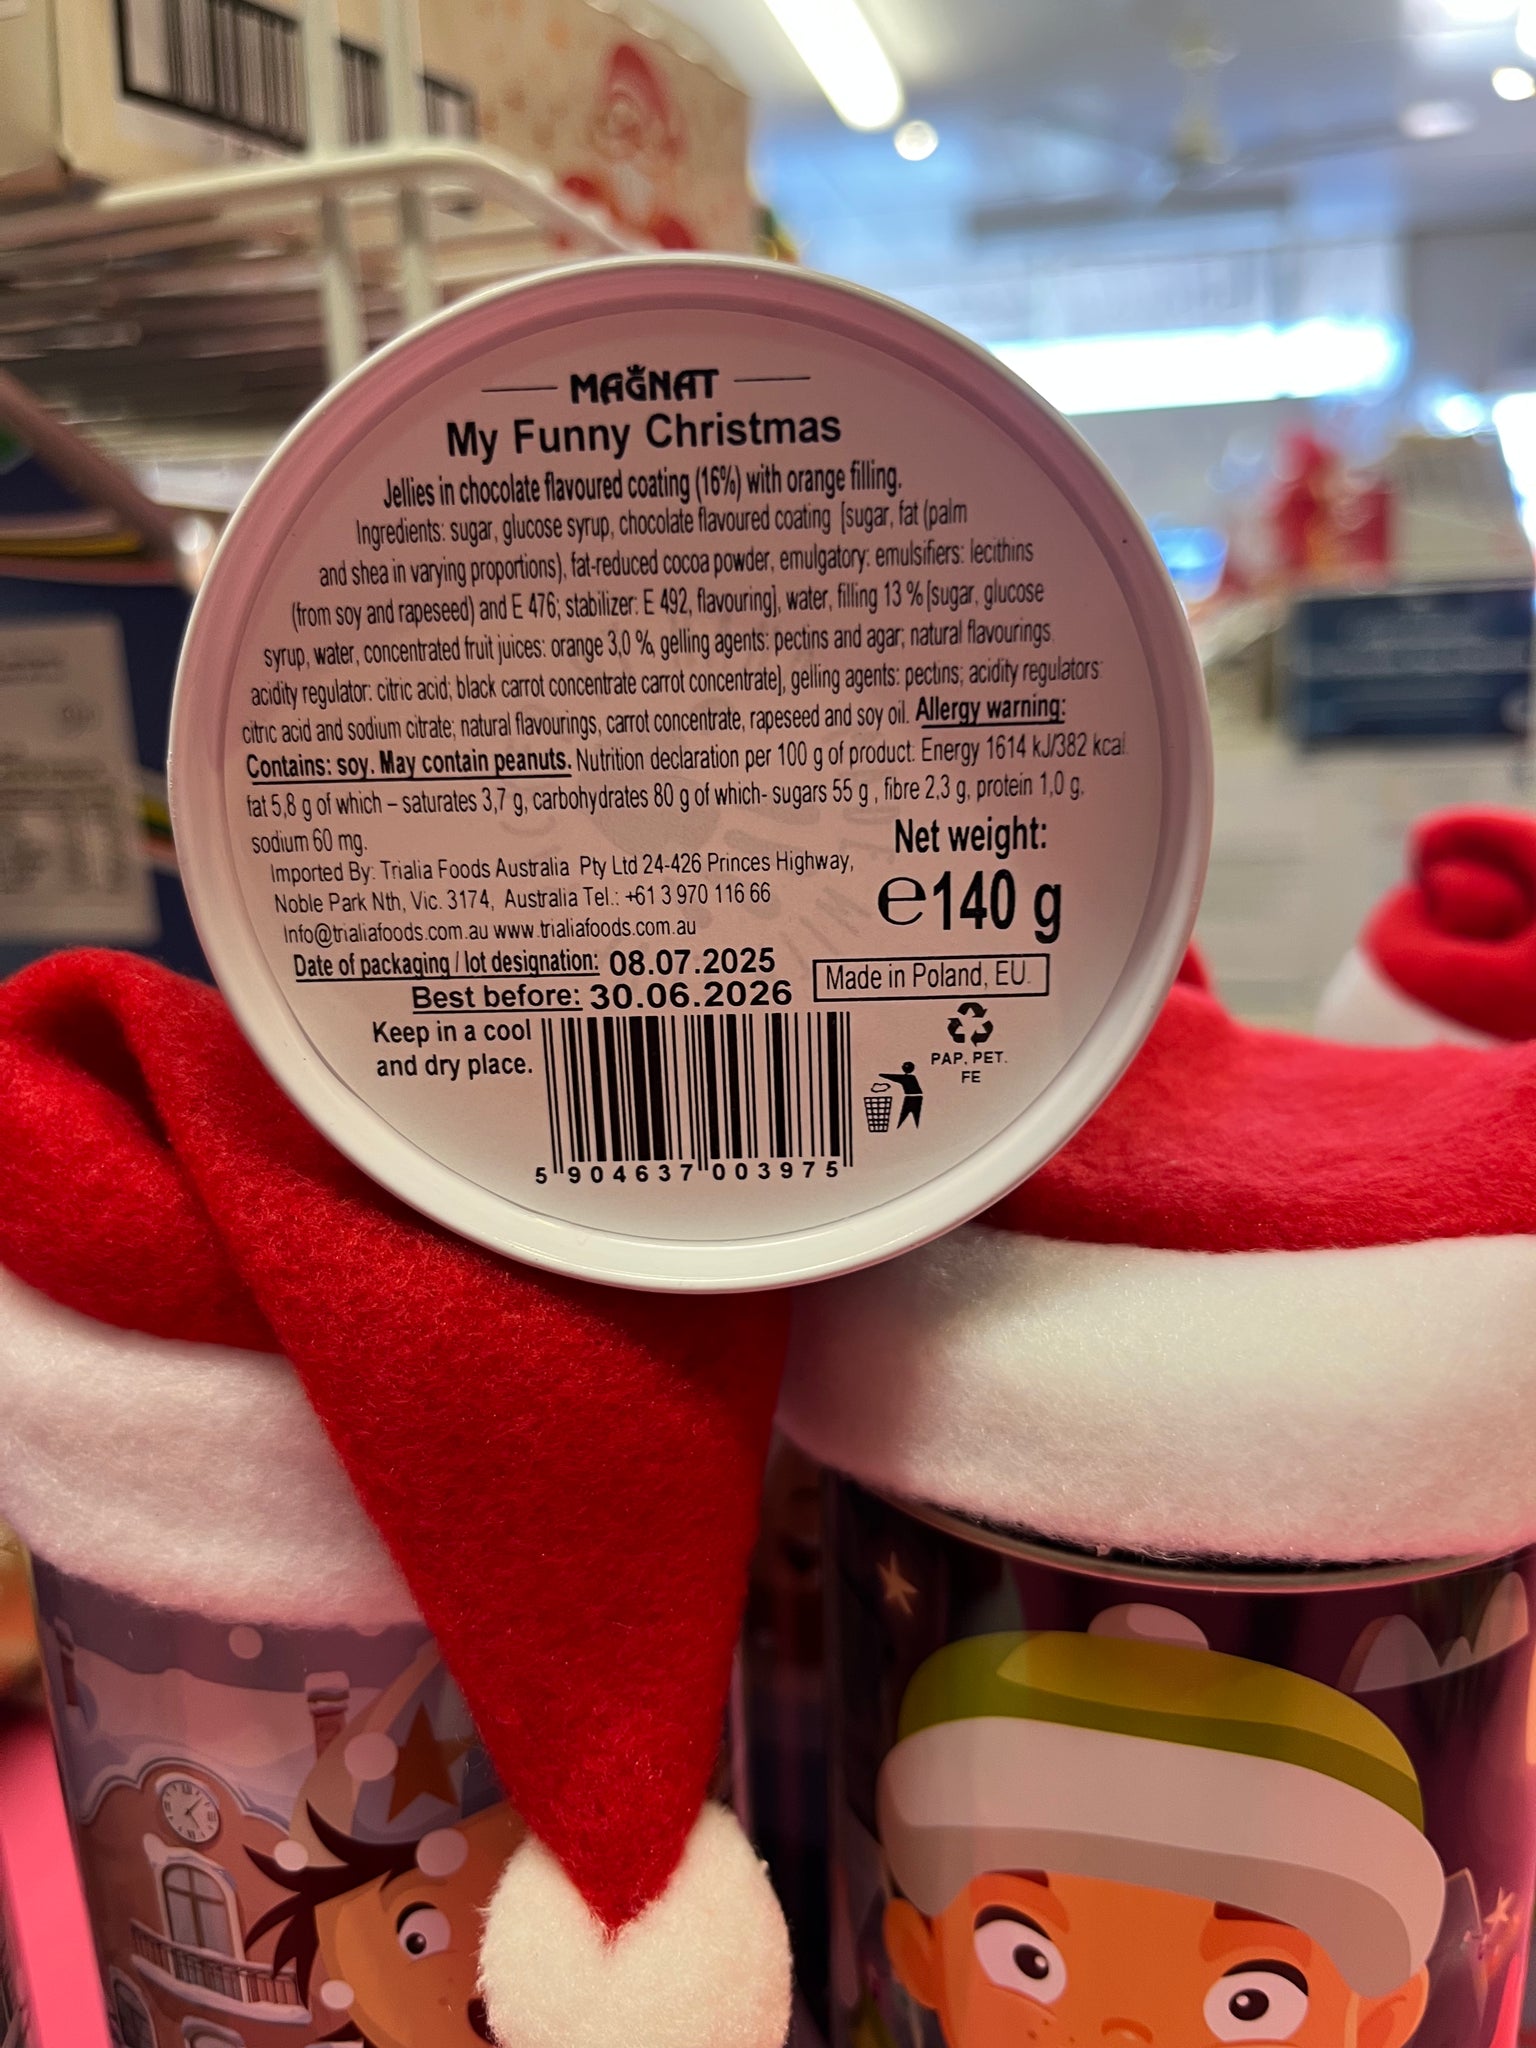 MAGNAT
My Funny Christmas
Jellies in chocolate flavoured coating (16%) with orange filling.
Ingredients: sugar, glucose syrup, chocolate flavoured coating [sugar, fat (palm
and shea in varying proportions), fat-reduced cocoa powder, emulgatory: emulsifiers: lecithins
(from soy and rapeseed) and E 476; stabilizer: E 492, flavouring], water, filling 13 % [sugar, glucose
syrup, water, concentrated fruit juices: orange 3,0 %, gelling agents: pectins and agar; natural flavourings
acidity regulator: citric acid; black carrot concentrate carrot concentrate], gelling agents: pectins; acidity regulators:
citric acid and sodium citrate; natural flavourings, carrot concentrate, rapeseed and soy oil. Allergy warning:
Contains: soy. May contain peanuts. Nutrition declaration per 100 g of product: Energy 1614 kJ/382 kcal
fat 5,8 g of which – saturates 3,7 g, carbohydrates 80 g of which- sugars 55 g , fibre 2,3 g, protein 1,0 g,
sodium 60 mg.
Imported By: Trialia Foods Australia Pty Ltd 24-426 Princes Highway,
Noble Park Nth, Vic. 3174, Australia Tel.: +61 3 970 116 66
Info@trialiafoods.com.au www.trialiafoods.com.au
Net weight:
e140 g
Date of packaging / lot designation: 08.07.2025
Best before: 30.06.2026
Made in Poland, EU.
Keep in a cool
and dry place.
PAP, PET.
FE
5 904637 003975